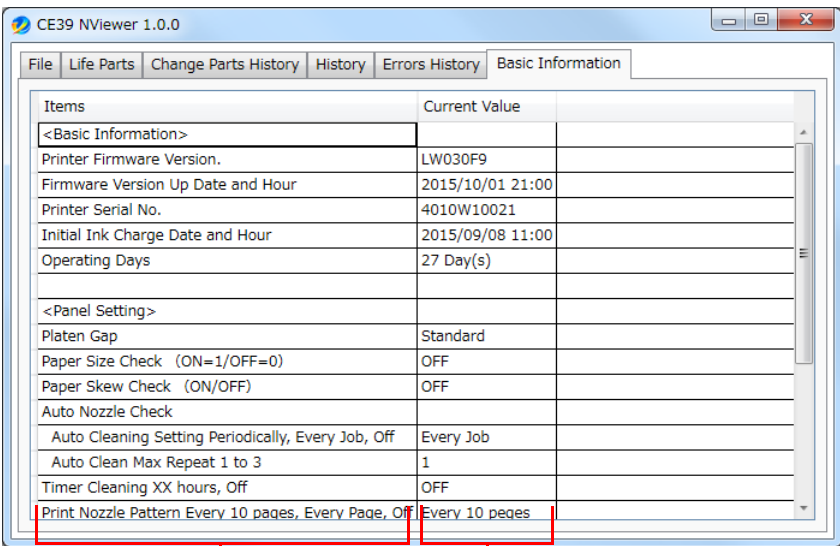 CE39 NViewer 1.0.0
File Life Parts Change Parts History History Errors History Basic Information
Items Current Value
<Basic Information>
Printer Firmware Version. LW030F9
Firmware Version Up Date and Hour 2015/10/01 21:00
Printer Serial No. 4010W10021
Initial Ink Charge Date and Hour 2015/09/08 11:00
Operating Days 27 Day(s)
<Panel Setting>
Platen Gap Standard
Paper Size Check （ON=1/OFF=0） OFF
Paper Skew Check （ON/OFF） OFF
Auto Nozzle Check
Auto Cleaning Setting Periodically, Every Job, Off Every Job
Auto Clean Max Repeat 1 to 3 1
Timer Cleaning XX hours, Off OFF
Print Nozzle Pattern Every 10 pages, Every Page, Off Every 10 peges